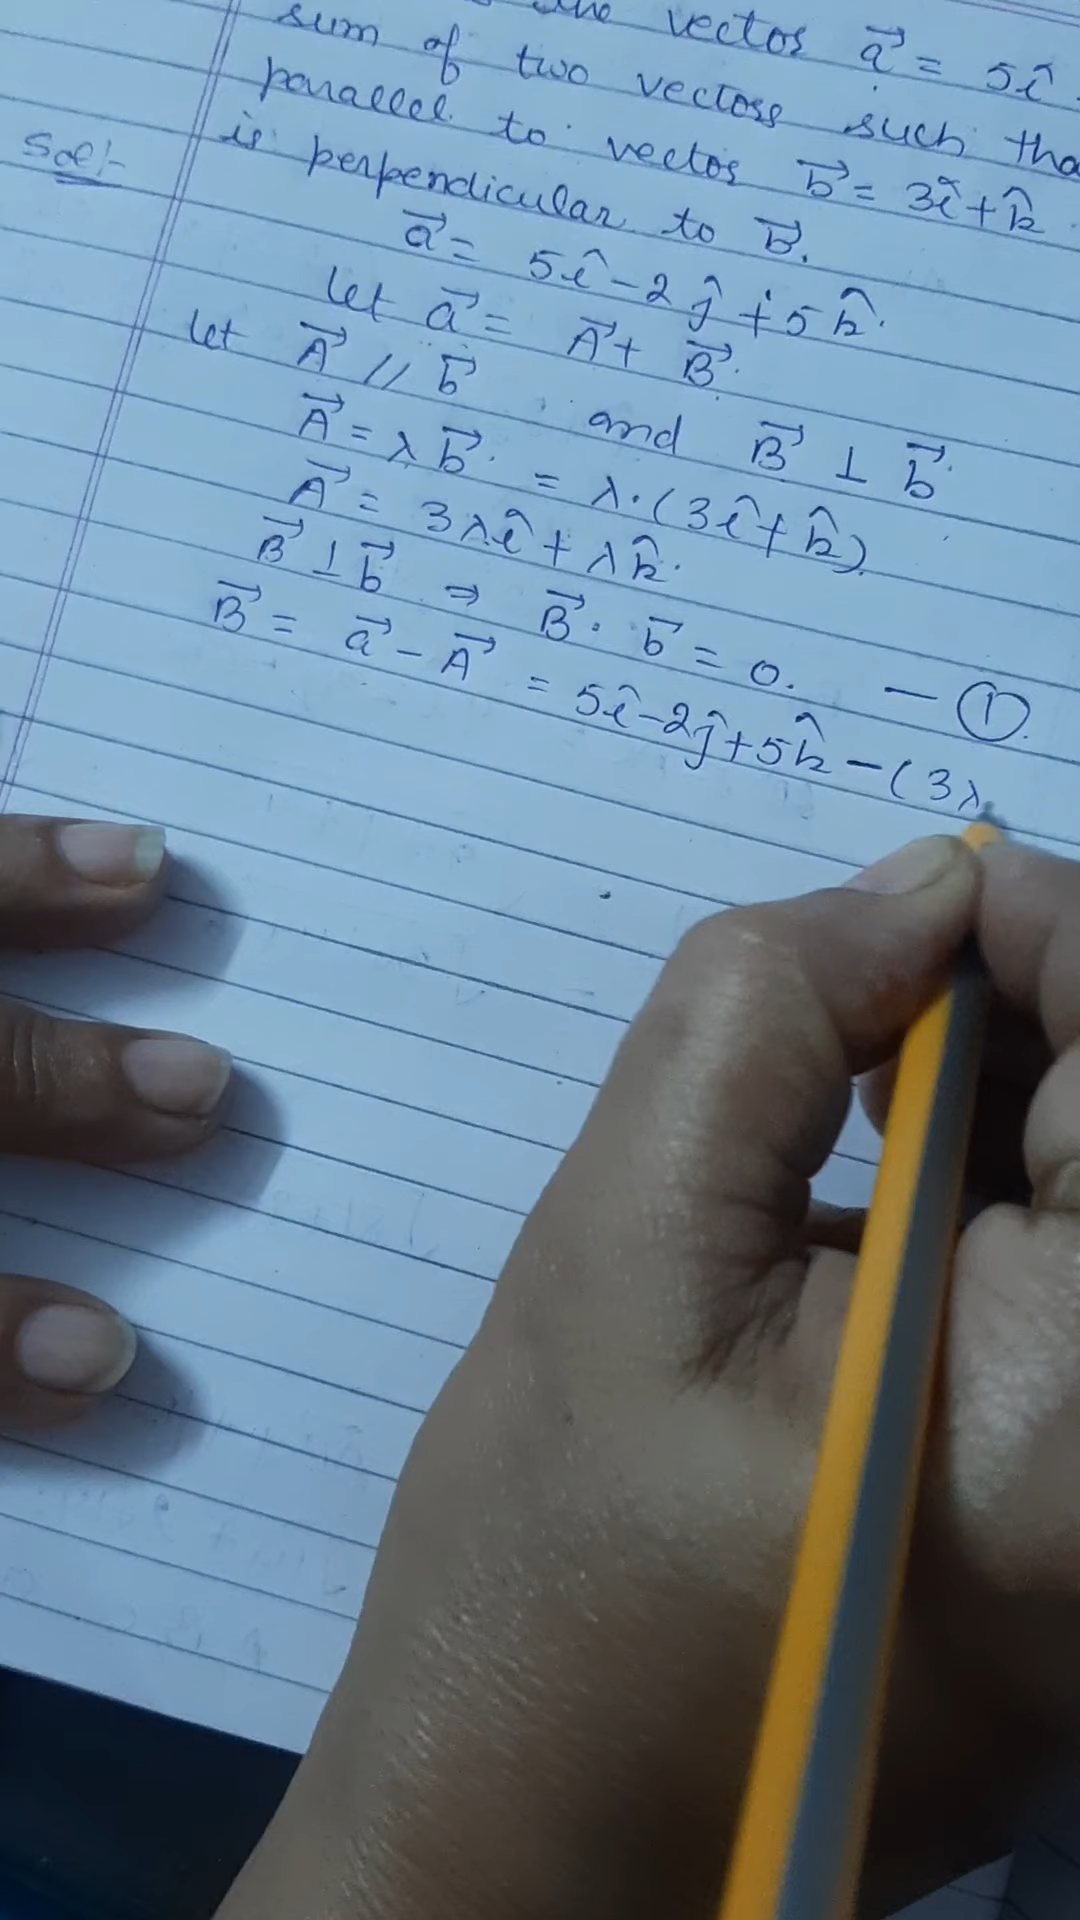 the vector a⃗ = 5î
sum of two vectors such tha
parallel to vector b⃗ = 3î + k̂
is perpendicular to b⃗.
Sol:-
a⃗ = 5î - 2ĵ + 5k̂.
let a⃗ = A⃗ + B⃗.
let A⃗ // b⃗ and B⃗ ⊥ b⃗.
A⃗ = λ b⃗. = λ.(3î + k̂)
A⃗ = 3λî + λk̂.
B⃗ ⊥ b⃗ ⇒ B⃗ . b⃗ = 0. — ①
B⃗ = a⃗ - A⃗ = 5î - 2ĵ + 5k̂ - (3λ